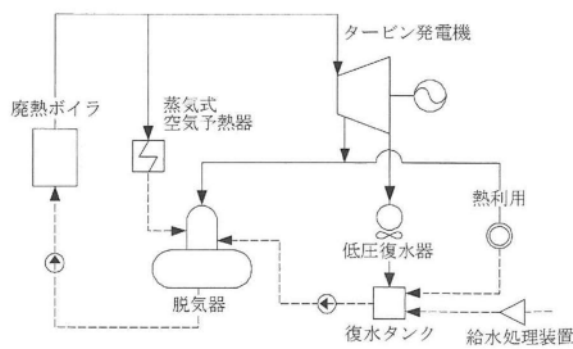 タービン発電機
廃熱ボイラ
蒸気式
空気予熱器
熱利用
低圧復水器
脱気器
復水タンク
給水処理装置